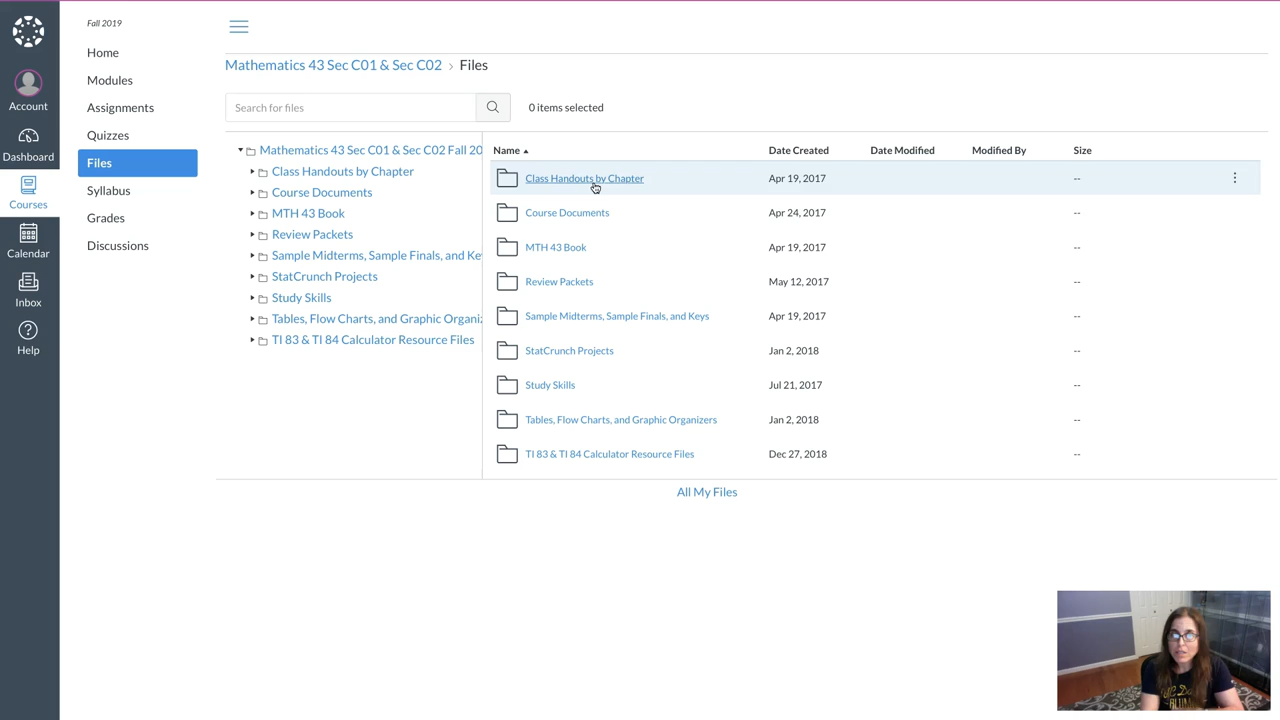 Fall 2019
Home
Modules
Assignments
Quizzes
Files
Syllabus
Grades
Discussions
Account
Dashboard
Courses
Calendar
Inbox
Help
Mathematics 43 Sec C01 & Sec C02 › Files
Search for files
0 items selected
Mathematics 43 Sec C01 & Sec C02 Fall 20
Class Handouts by Chapter
Course Documents
MTH 43 Book
Review Packets
Sample Midterms, Sample Finals, and Ke
StatCrunch Projects
Study Skills
Tables, Flow Charts, and Graphic Organi
TI 83 & TI 84 Calculator Resource Files
Name Date Created Date Modified Modified By Size
Class Handouts by Chapter Apr 19, 2017 --
Course Documents Apr 24, 2017 --
MTH 43 Book Apr 19, 2017 --
Review Packets May 12, 2017 --
Sample Midterms, Sample Finals, and Keys Apr 19, 2017 --
StatCrunch Projects Jan 2, 2018 --
Study Skills Jul 21, 2017 --
Tables, Flow Charts, and Graphic Organizers Jan 2, 2018 --
TI 83 & TI 84 Calculator Resource Files Dec 27, 2018 --
All My Files